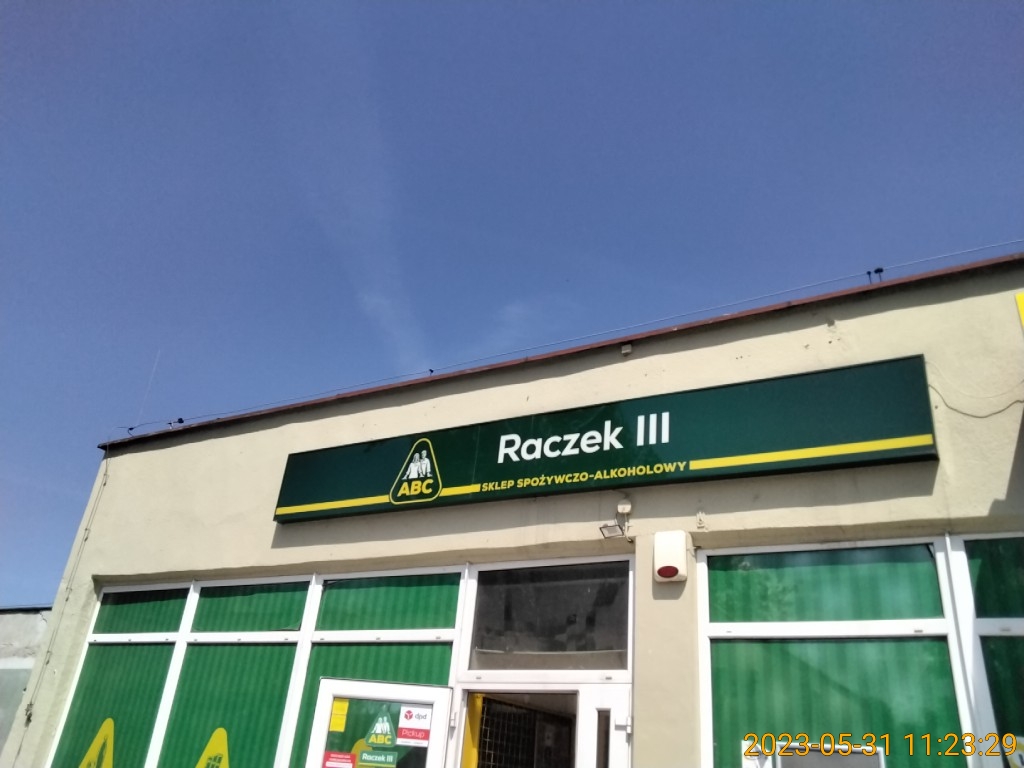 Raczek III
ABC
SKLEP SPOŻYWCZO-ALKOHOLOWY
dpd
Pickup
ABC
Raczek III
2023-05-31 11:23:29